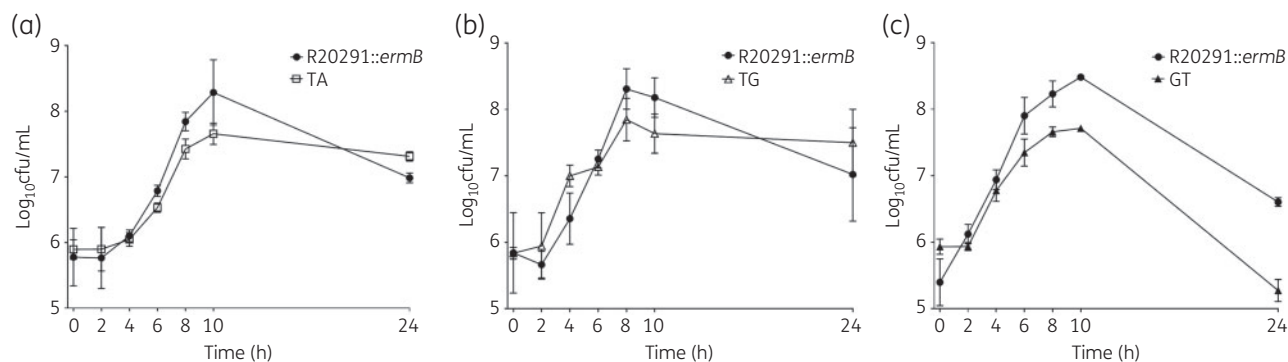 (a)
9
8
7
6
5
Log10cfu/mL
R20291::ermB
TA
0 2 4 6 8 10 24
Time (h)
(b)
9
8
7
6
5
Log10cfu/mL
R20291::ermB
TG
0 2 4 6 8 10 24
Time (h)
(c)
9
8
7
6
5
Log10cfu/mL
R20291::ermB
GT
0 2 4 6 8 10 24
Time (h)